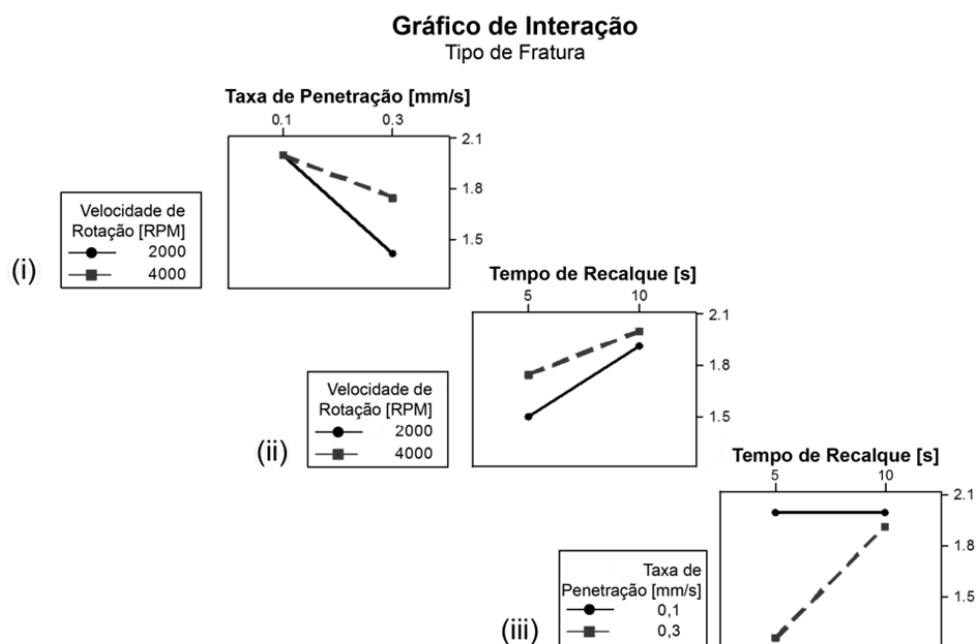 Gráfico de Interação
Tipo de Fratura
Taxa de Penetração [mm/s]
0.1 0.3
2.1
1.8
1.5
Velocidade de
Rotação [RPM]
2000
4000
(i)
Tempo de Recalque [s]
5 10
2.1
1.8
1.5
Velocidade de
Rotação [RPM]
2000
4000
(ii)
Tempo de Recalque [s]
5 10
2.1
1.8
1.5
Taxa de
Penetração [mm/s]
0,1
0,3
(iii)